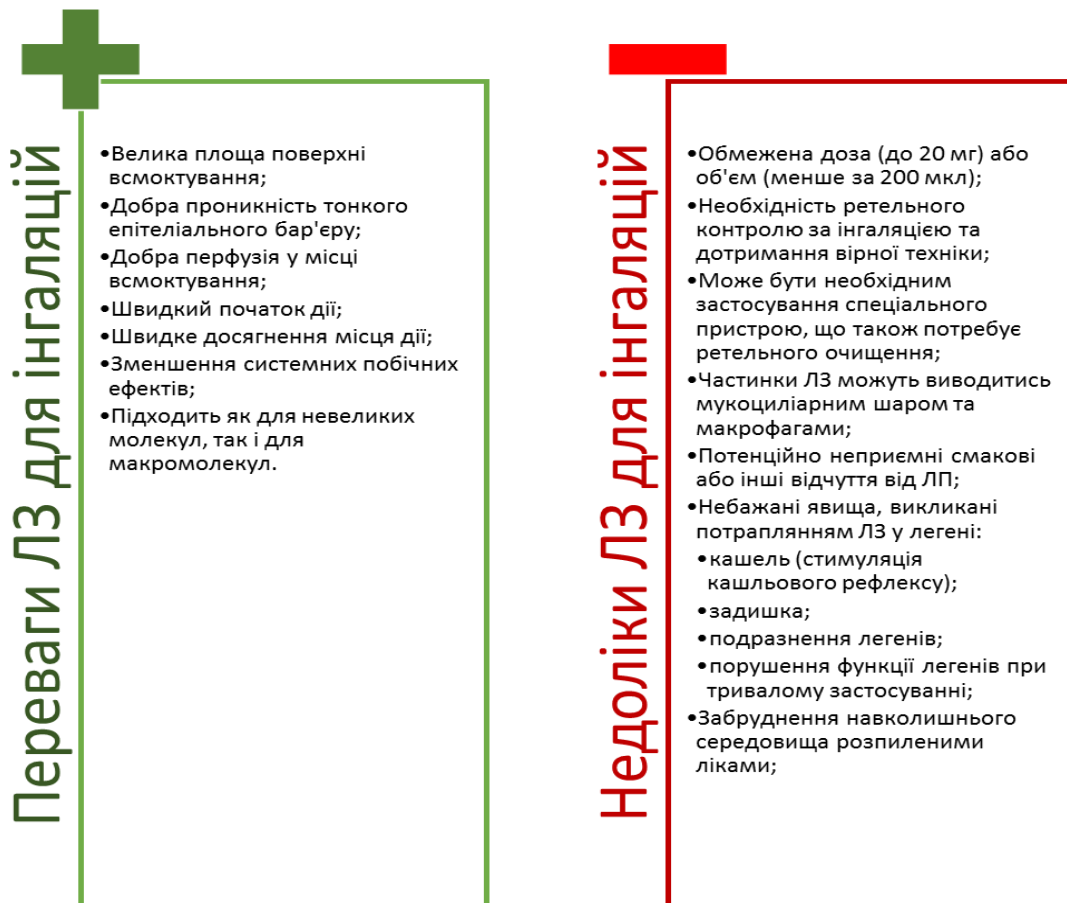 Переваги ЛЗ для інгаляцій
•Велика площа поверхні
всмоктування;
•Добра проникність тонкого
епітеліального бар'єру;
•Добра перфузія у місці
всмоктування;
•Швидкий початок дії;
•Швидке досягнення місця дії;
•Зменшення системних побічних
ефектів;
•Підходить як для невеликих
молекул, так і для
макромолекул.
Недоліки ЛЗ для інгаляцій
•Обмежена доза (до 20 мг) або
об'єм (менше за 200 мкл);
•Необхідність ретельного
контролю за інгаляцією та
дотримання вірної техніки;
•Може бути необхідним
застосування спеціального
пристрою, що також потребує
ретельного очищення;
•Частинки ЛЗ можуть виводитись
мукоциліарним шаром та
макрофагами;
•Потенційно неприємні смакові
або інші відчуття від ЛП;
•Небажані явища, викликані
потраплянням ЛЗ у легені:
•кашель (стимуляція
кашльового рефлексу);
•задишка;
•подразнення легенів;
•порушення функції легенів при
тривалому застосуванні;
•Забруднення навколишнього
середовища розпиленими
ліками;